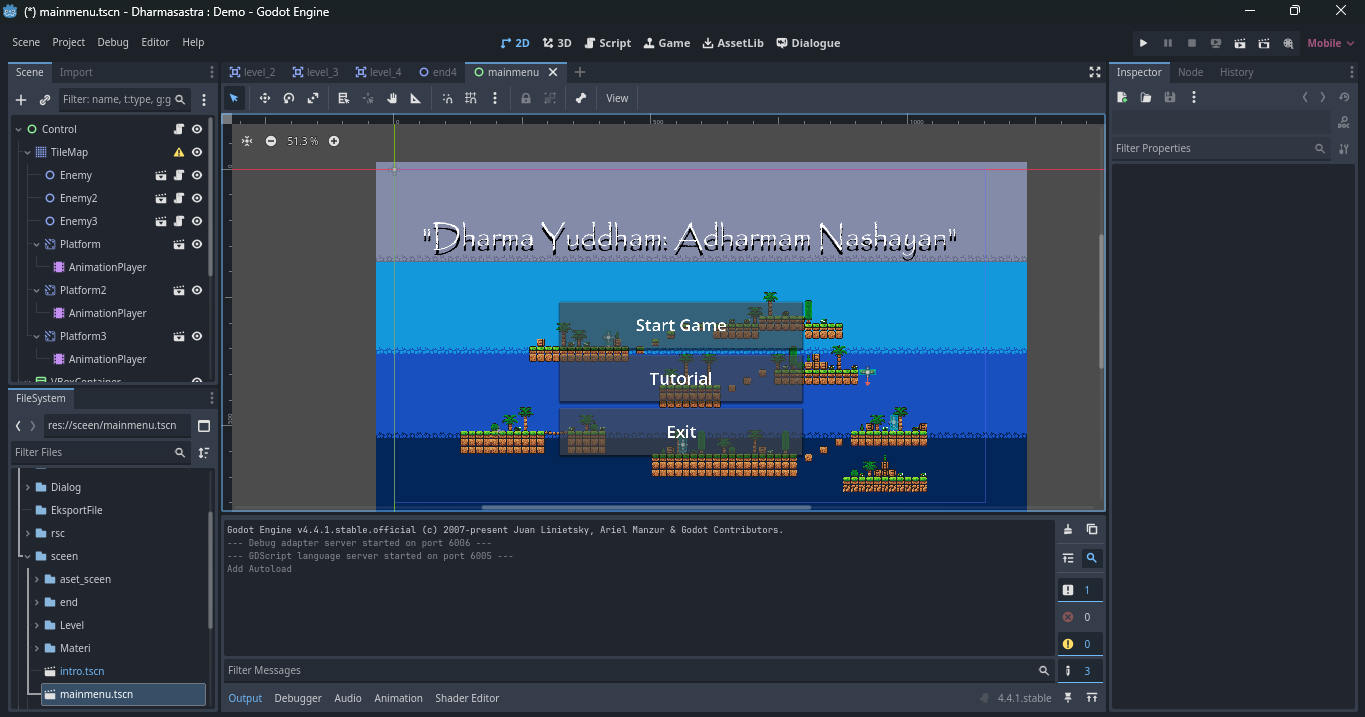 (*) mainmenu.tscn - Dharmasastra : Demo - Godot Engine
Scene Project Debug Editor Help
2D 3D Script Game AssetLib Dialogue
Mobile
Scene Import
level_2 level_3 level_4 end4 mainmenu
Inspector Node History
Filter: name, t:type, g:g
View
Control
TileMap
Enemy
Enemy2
Enemy3
Platform
AnimationPlayer
Platform2
AnimationPlayer
Platform3
AnimationPlayer
VBoxContainer
0 500 1000
51.3 %
0
500
"Dharma Yuddham: Adharmam Nashayan"
Start Game
Tutorial
Exit
Filter Properties
FileSystem
res://sceen/mainmenu.tscn
Filter Files
Dialog
EksportFile
rsc
sceen
aset_sceen
end
Level
Materi
intro.tscn
mainmenu.tscn
Godot Engine v4.4.1.stable.official (c) 2007-present Juan Linietsky, Ariel Manzur & Godot Contributors.
--- Debug adapter server started on port 6006 ---
--- GDScript language server started on port 6005 ---
Add Autoload
1
0
0
3
Filter Messages
Output Debugger Audio Animation Shader Editor
4.4.1.stable